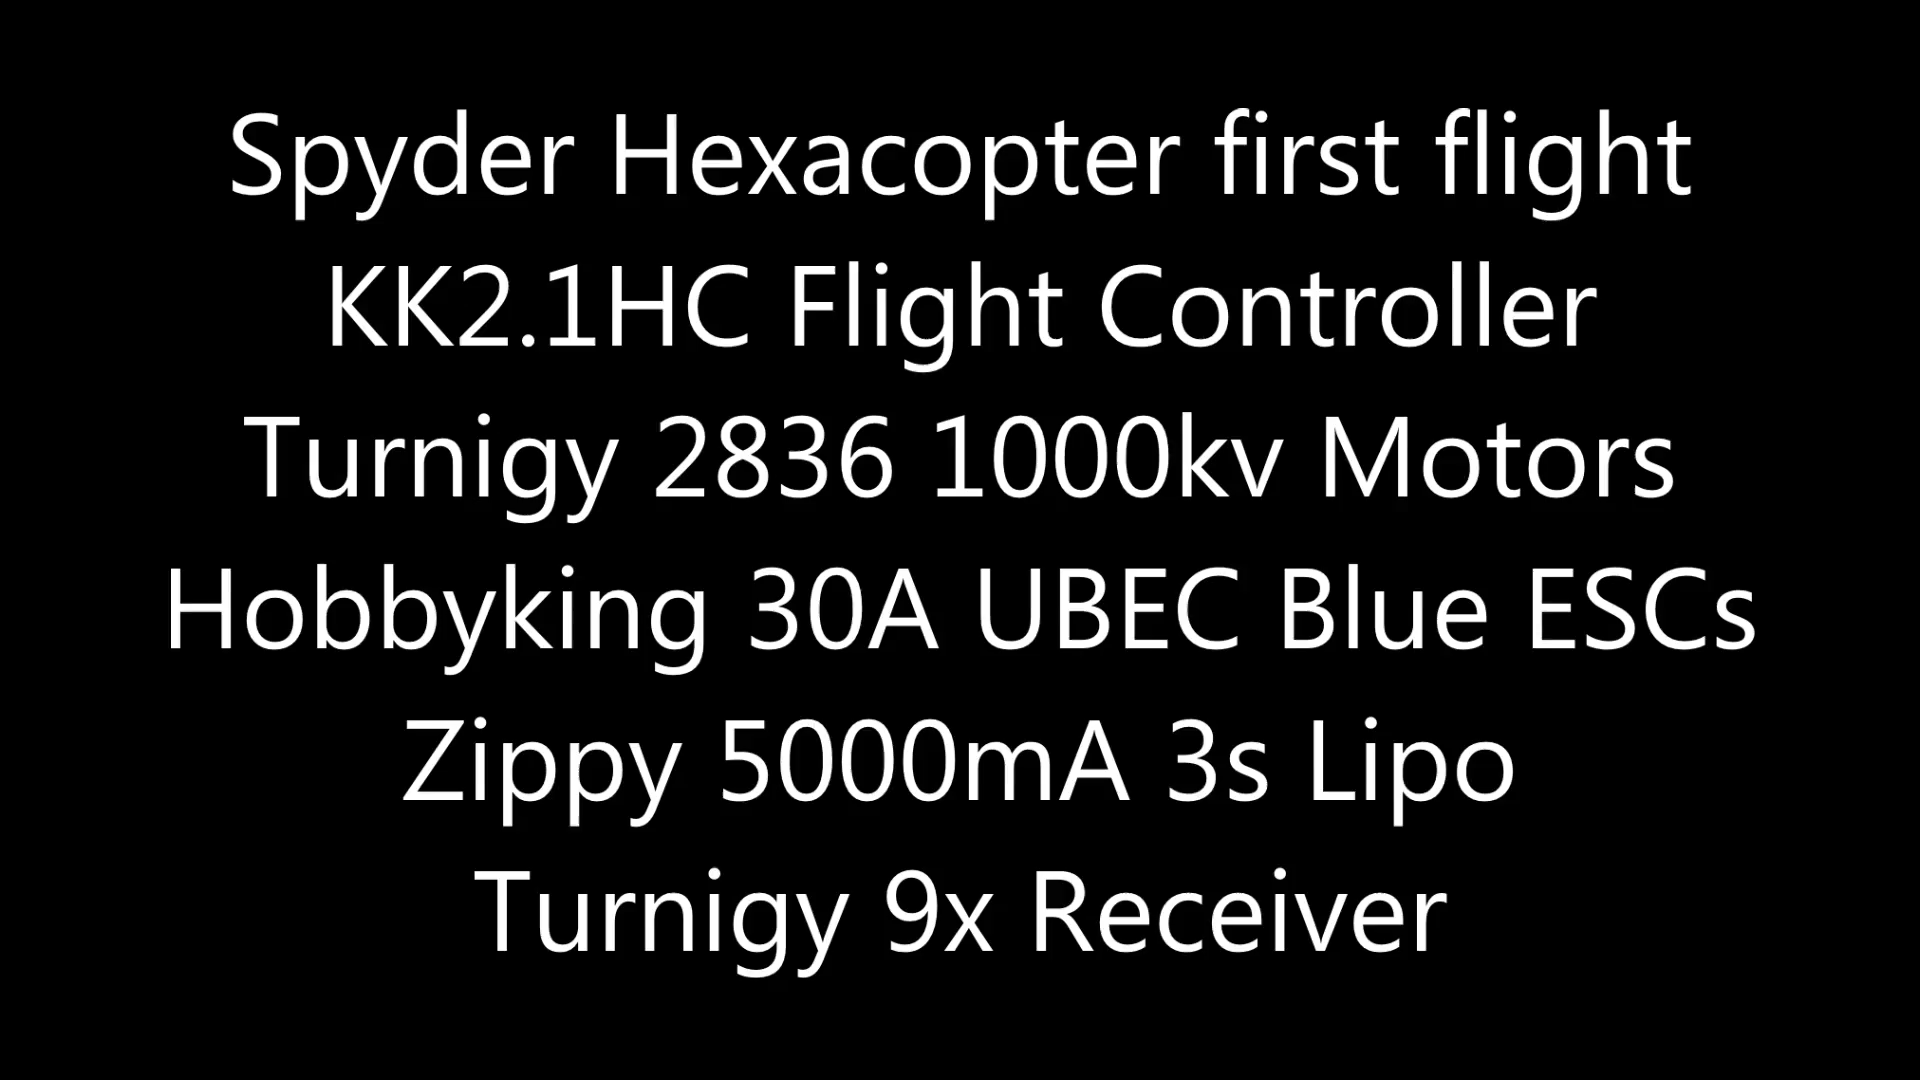 Spyder Hexacopter first flight
KK2.1HC Flight Controller
Turnigy 2836 1000kv Motors
Hobbyking 30A UBEC Blue ESCs
Zippy 5000mA 3s Lipo
Turnigy 9x Receiver